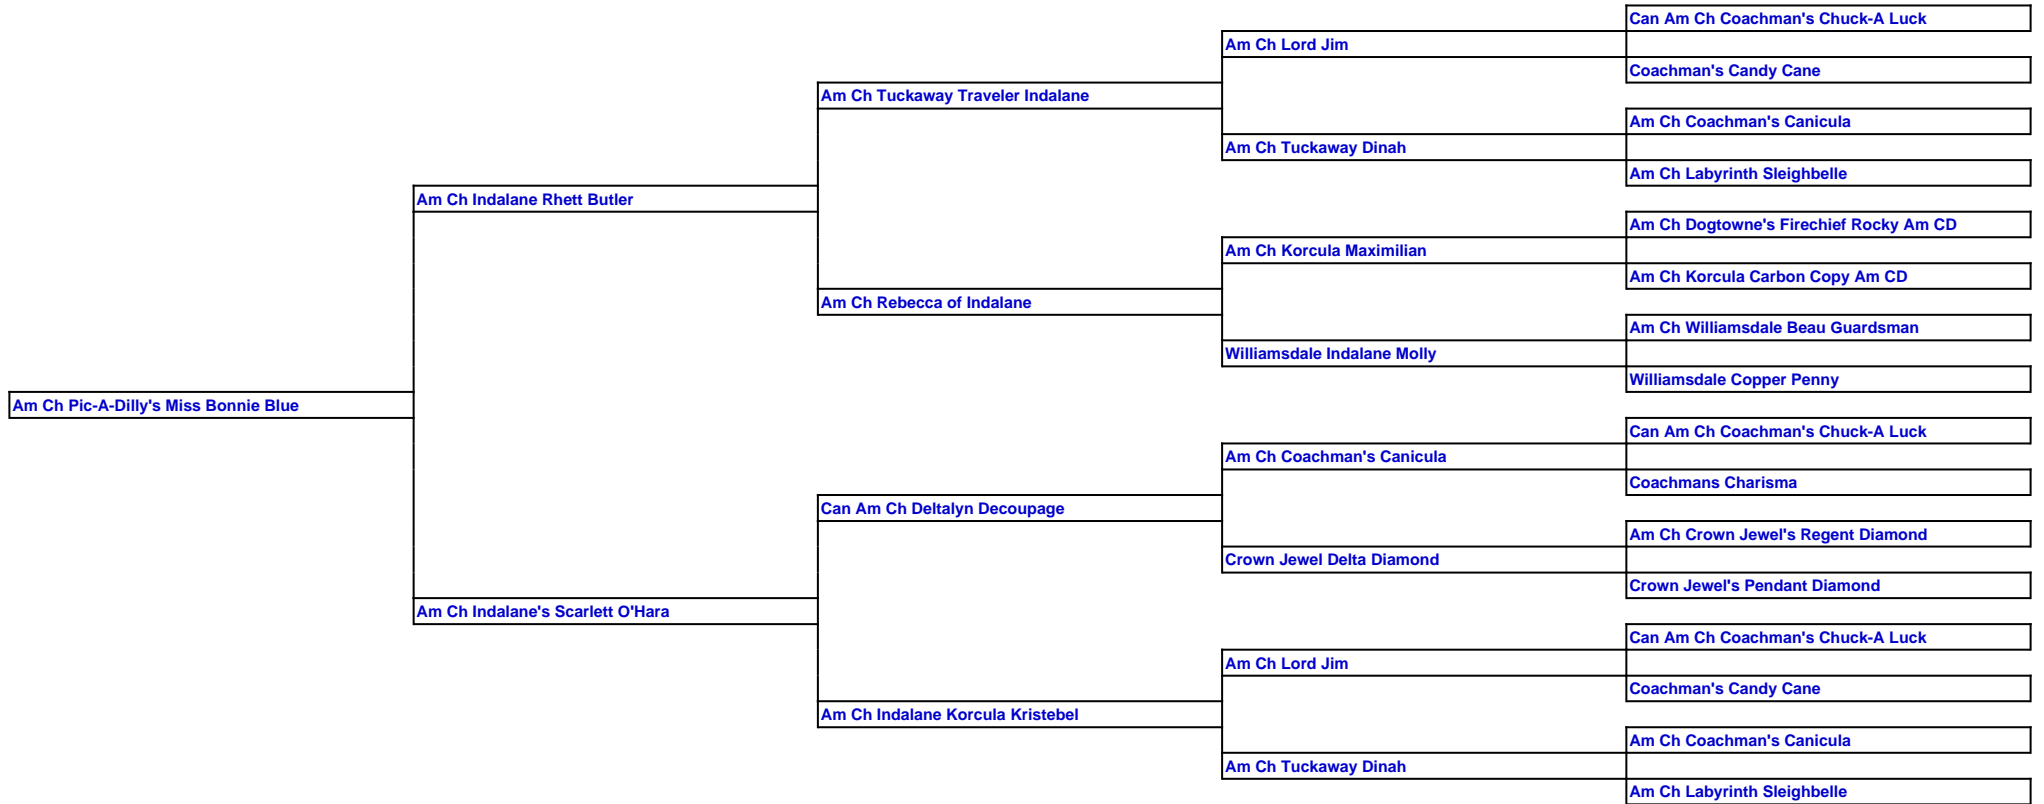 Can Am Ch Coachman's Chuck-A Luck
Am Ch Lord Jim
Coachman's Candy Cane
Am Ch Tuckaway Traveler Indalane
Am Ch Coachman's Canicula
Am Ch Tuckaway Dinah
Am Ch Labyrinth Sleighbelle
Am Ch Indalane Rhett Butler
Am Ch Dogtowne's Firechief Rocky Am CD
Am Ch Korcula Maximilian
Am Ch Korcula Carbon Copy Am CD
Am Ch Rebecca of Indalane
Am Ch Williamsdale Beau Guardsman
Williamsdale Indalane Molly
Williamsdale Copper Penny
Am Ch Pic-A-Dilly's Miss Bonnie Blue
Can Am Ch Coachman's Chuck-A Luck
Am Ch Coachman's Canicula
Coachmans Charisma
Can Am Ch Deltalyn Decoupage
Am Ch Crown Jewel's Regent Diamond
Crown Jewel Delta Diamond
Crown Jewel's Pendant Diamond
Am Ch Indalane's Scarlett O'Hara
Can Am Ch Coachman's Chuck-A Luck
Am Ch Lord Jim
Coachman's Candy Cane
Am Ch Indalane Korcula Kristebel
Am Ch Coachman's Canicula
Am Ch Tuckaway Dinah
Am Ch Labyrinth Sleighbelle